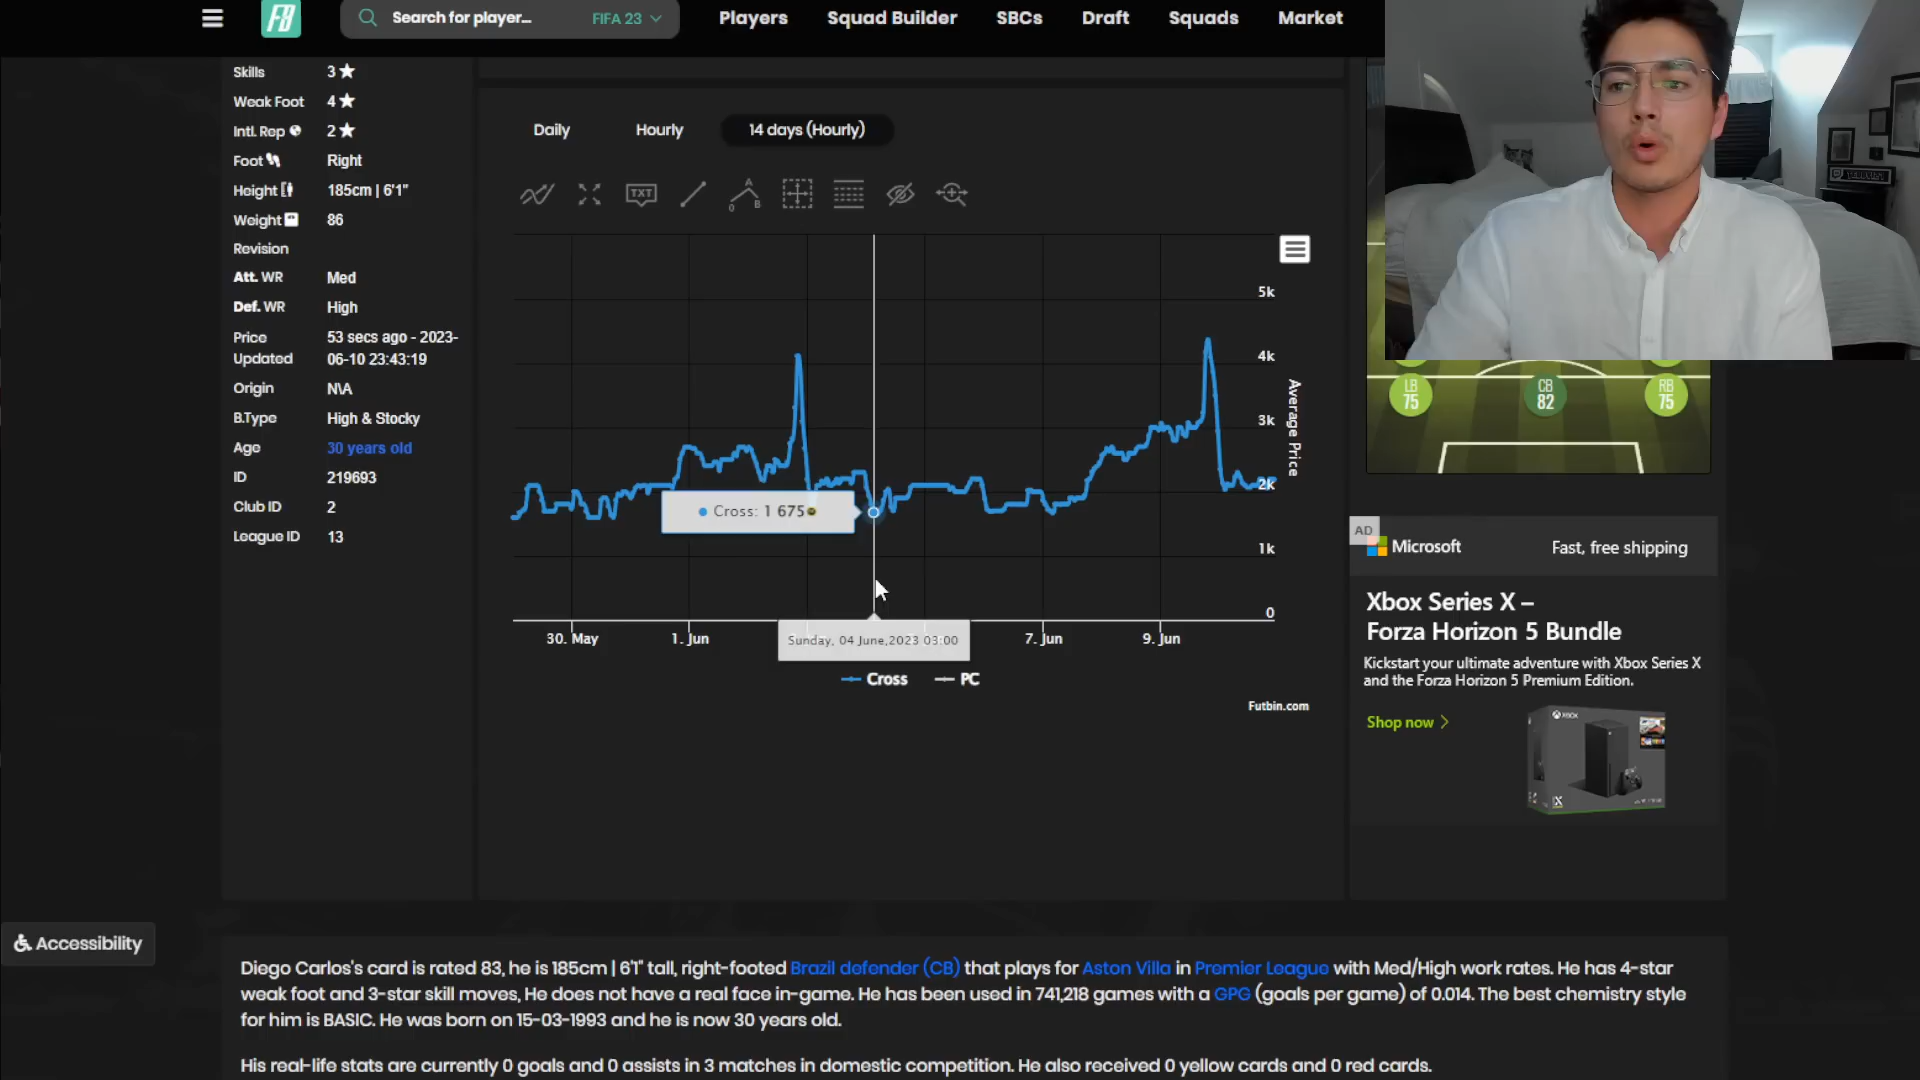 Search for player...
FIFA 23
Players
Squad Builder
SBCs
Draft
Squads
Market
Skills 3
Weak Foot 4
Intl. Rep 2
Foot Right
Height 185cm | 6'1"
Weight 86
Revision
Att. WR Med
Def. WR High
Price Updated 53 secs ago - 2023-
06-10 23:43:19
Origin N\A
B.Type High & Stocky
Age 30 years old
ID 219693
Club ID 2
League ID 13
Daily
Hourly
14 days (Hourly)
TXT
A
0 B
5k
4k
3k
2k
1k
0
Average Price
Cross: 1 675
30. May
1. Jun
7. Jun
9. Jun
Sunday, 04 June,2023 03:00
Cross
PC
Futbin.com
LB
75
CB
82
RB
75
AD
Microsoft
Fast, free shipping
Xbox Series X –
Forza Horizon 5 Bundle
Kickstart your ultimate adventure with Xbox Series X
and the Forza Horizon 5 Premium Edition.
Shop now
XBOX
Accessibility
Diego Carlos's card is rated 83, he is 185cm | 6'1" tall, right-footed Brazil defender (CB) that plays for Aston Villa in Premier League with Med/High work rates. He has 4-star
weak foot and 3-star skill moves, He does not have a real face in-game. He has been used in 741,218 games with a GPG (goals per game) of 0.014. The best chemistry style
for him is BASIC. He was born on 15-03-1993 and he is now 30 years old.
His real-life stats are currently 0 goals and 0 assists in 3 matches in domestic competition. He also received 0 yellow cards and 0 red cards.